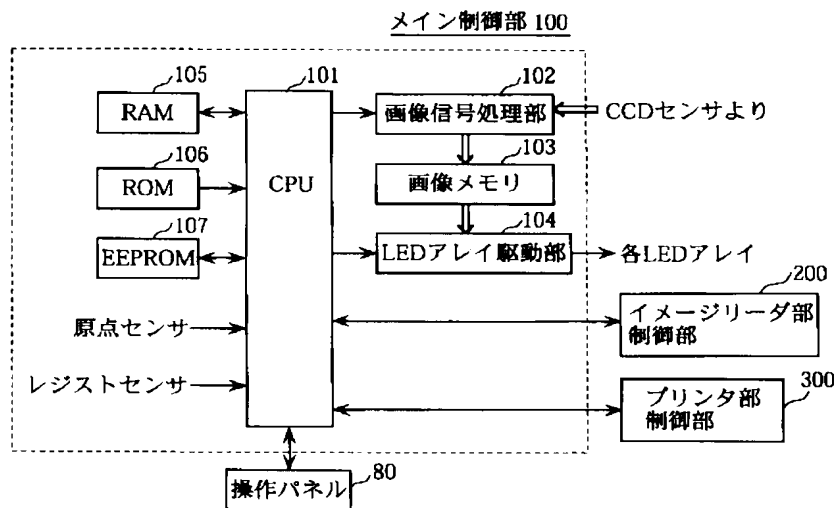 メイン制御部 100
105
RAM
106
ROM
107
EEPROM
原点センサ
レジストセンサ
101
CPU
102
画像信号処理部
CCDセンサより
103
画像メモリ
104
LEDアレイ駆動部
各LEDアレイ
200
イメージリーダ部
制御部
300
プリンタ部
制御部
操作パネル
80